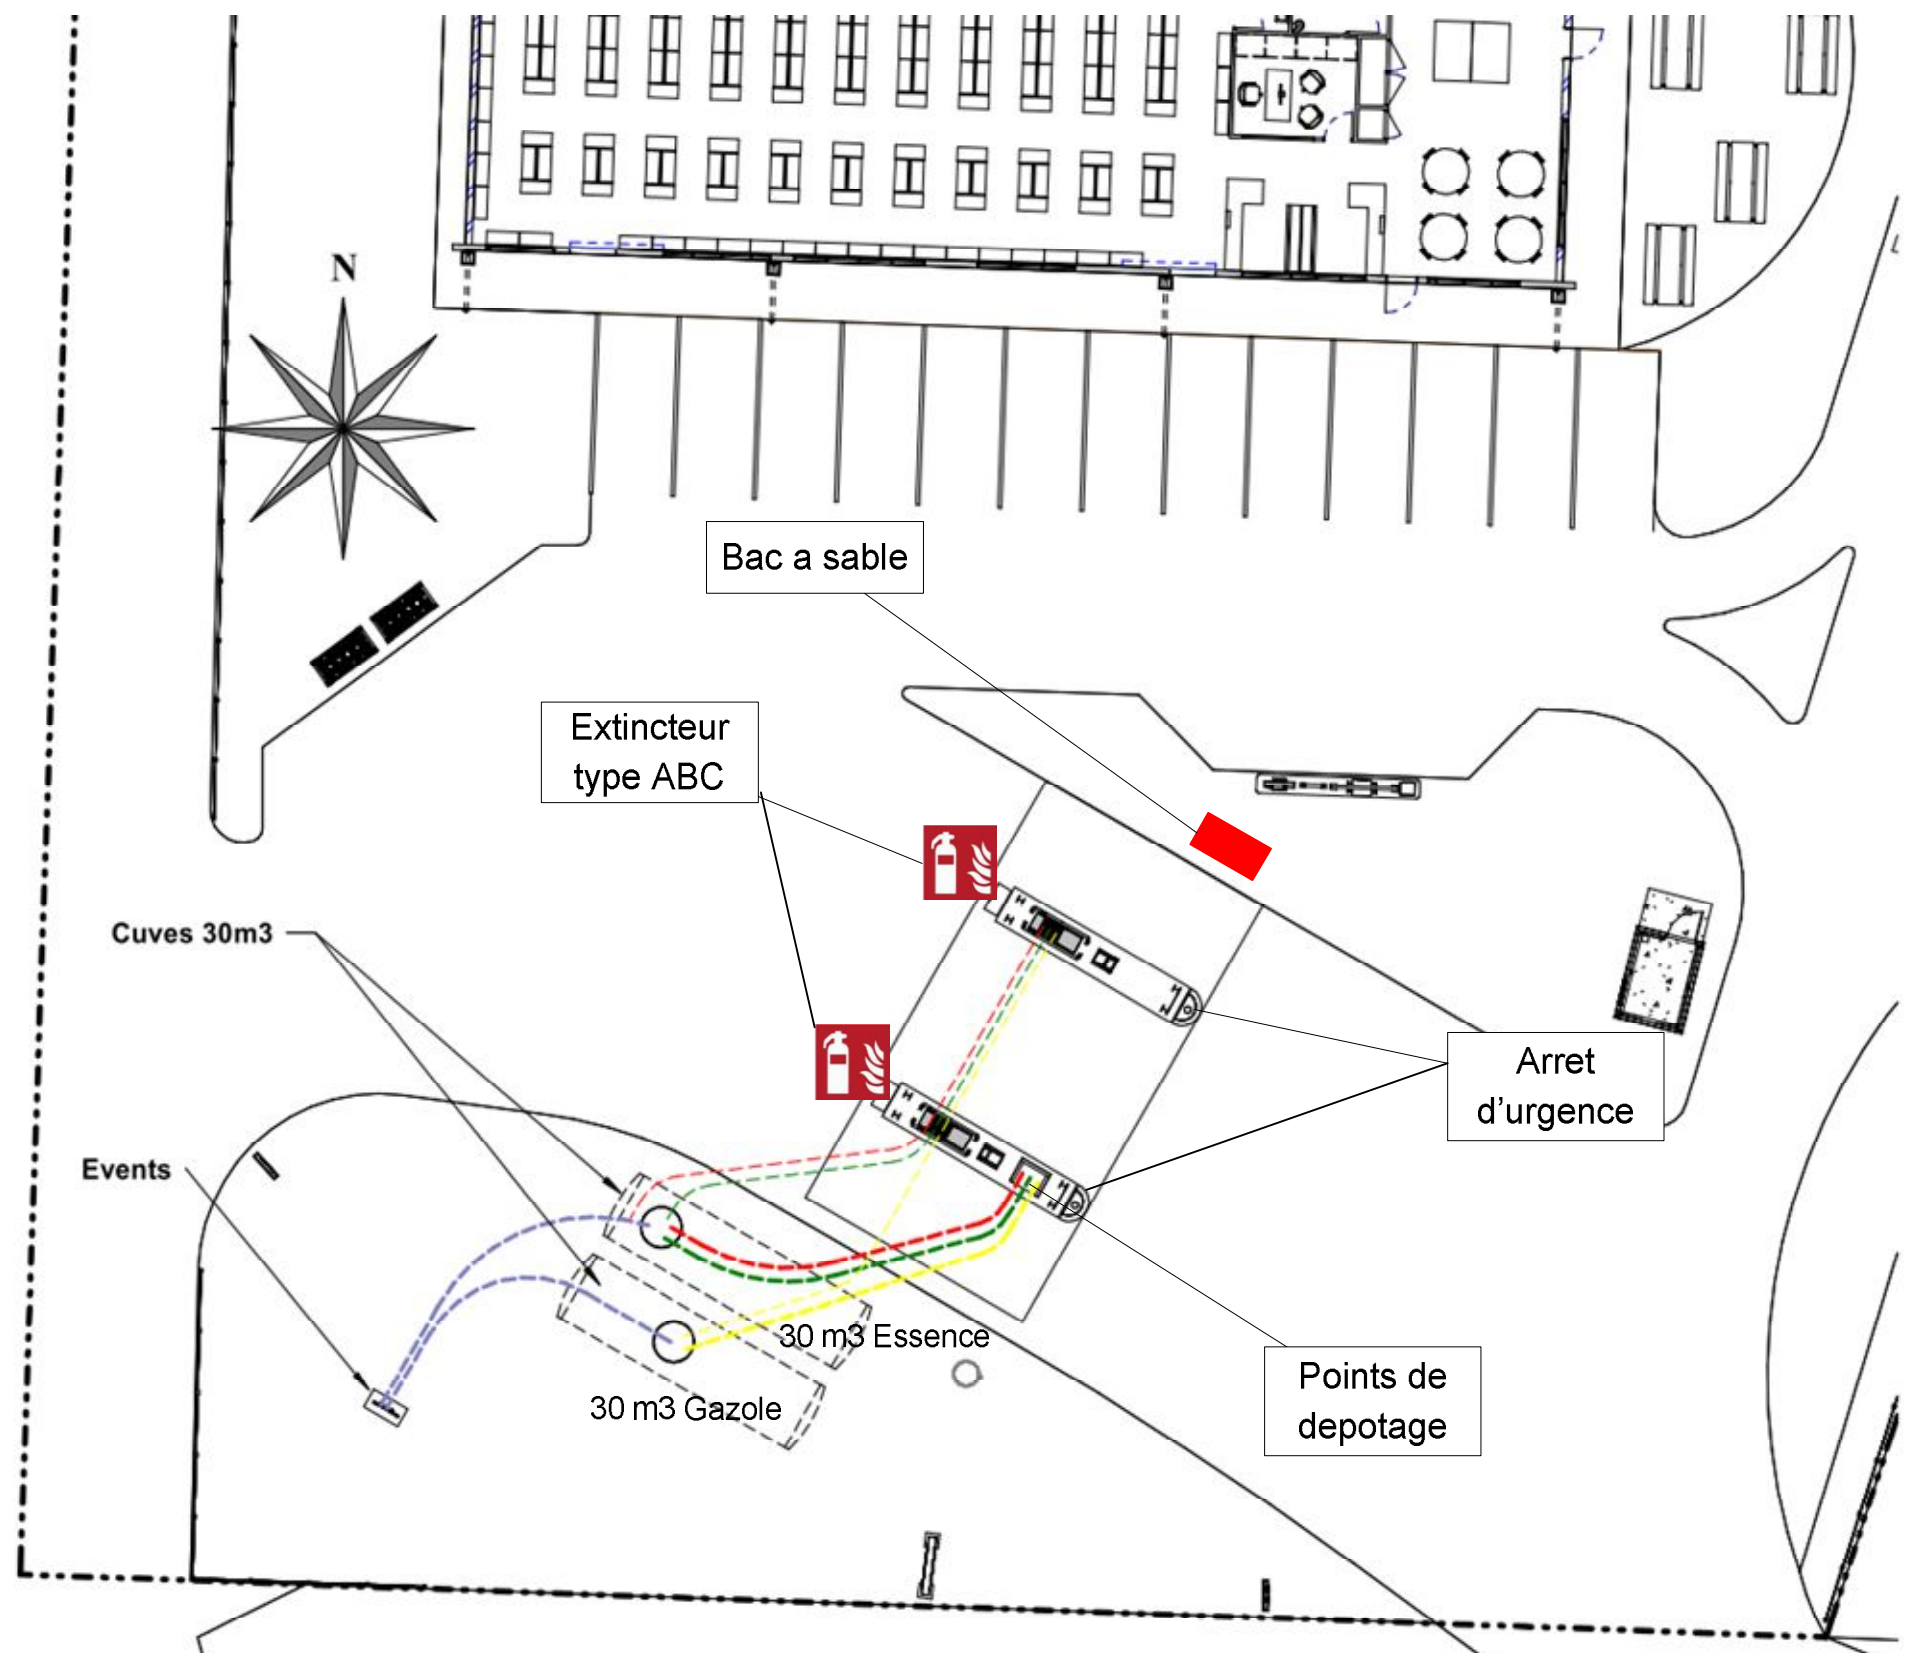 N
Bac a sable
Extincteur
type ABC
Cuves 30m3
Arret
d'urgence
Events
30 m3 Essence
Points de
depotage
30 m3 Gazole